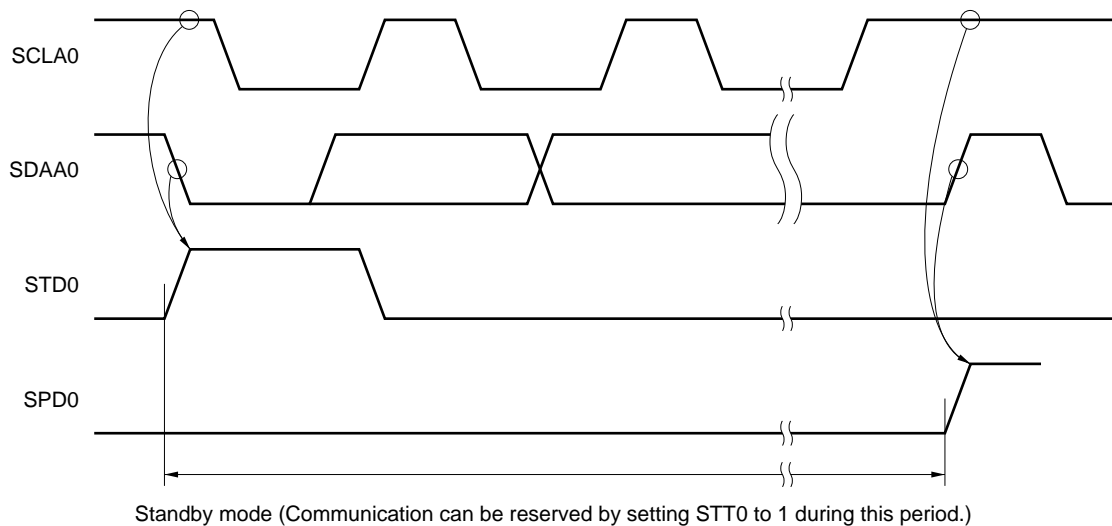 SCLA0
SDAA0
STD0
SPD0
Standby mode (Communication can be reserved by setting STT0 to 1 during this period.)